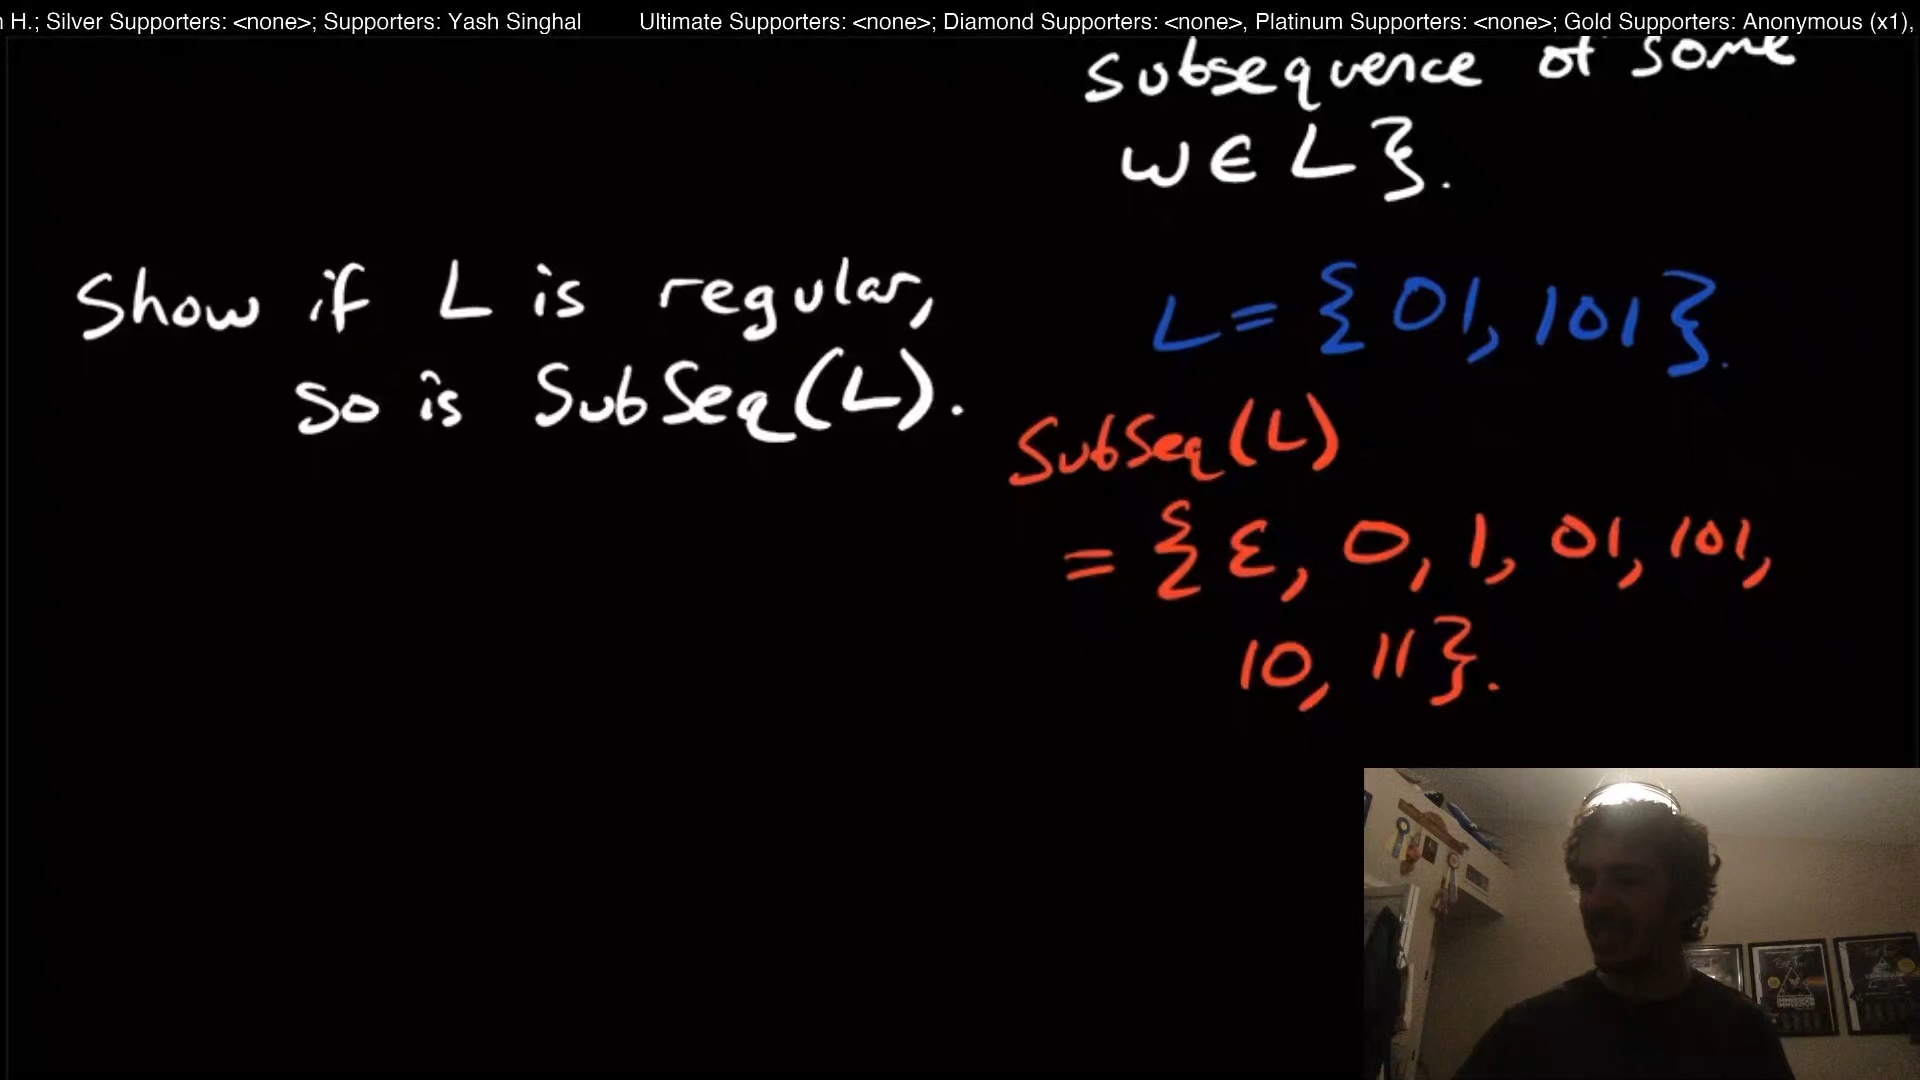 n H.; Silver Supporters: <none>; Supporters: Yash Singhal Ultimate Supporters: <none>; Diamond Supporters: <none>, Platinum Supporters: <none>; Gold Supporters: Anonymous (x1),
subsequence of some
w ∈ L }.
Show if L is regular,
so is SubSeq(L).
L = { 01, 101 }.
SubSeq(L)
= { ε, 0, 1, 01, 101,
10, 11 }.